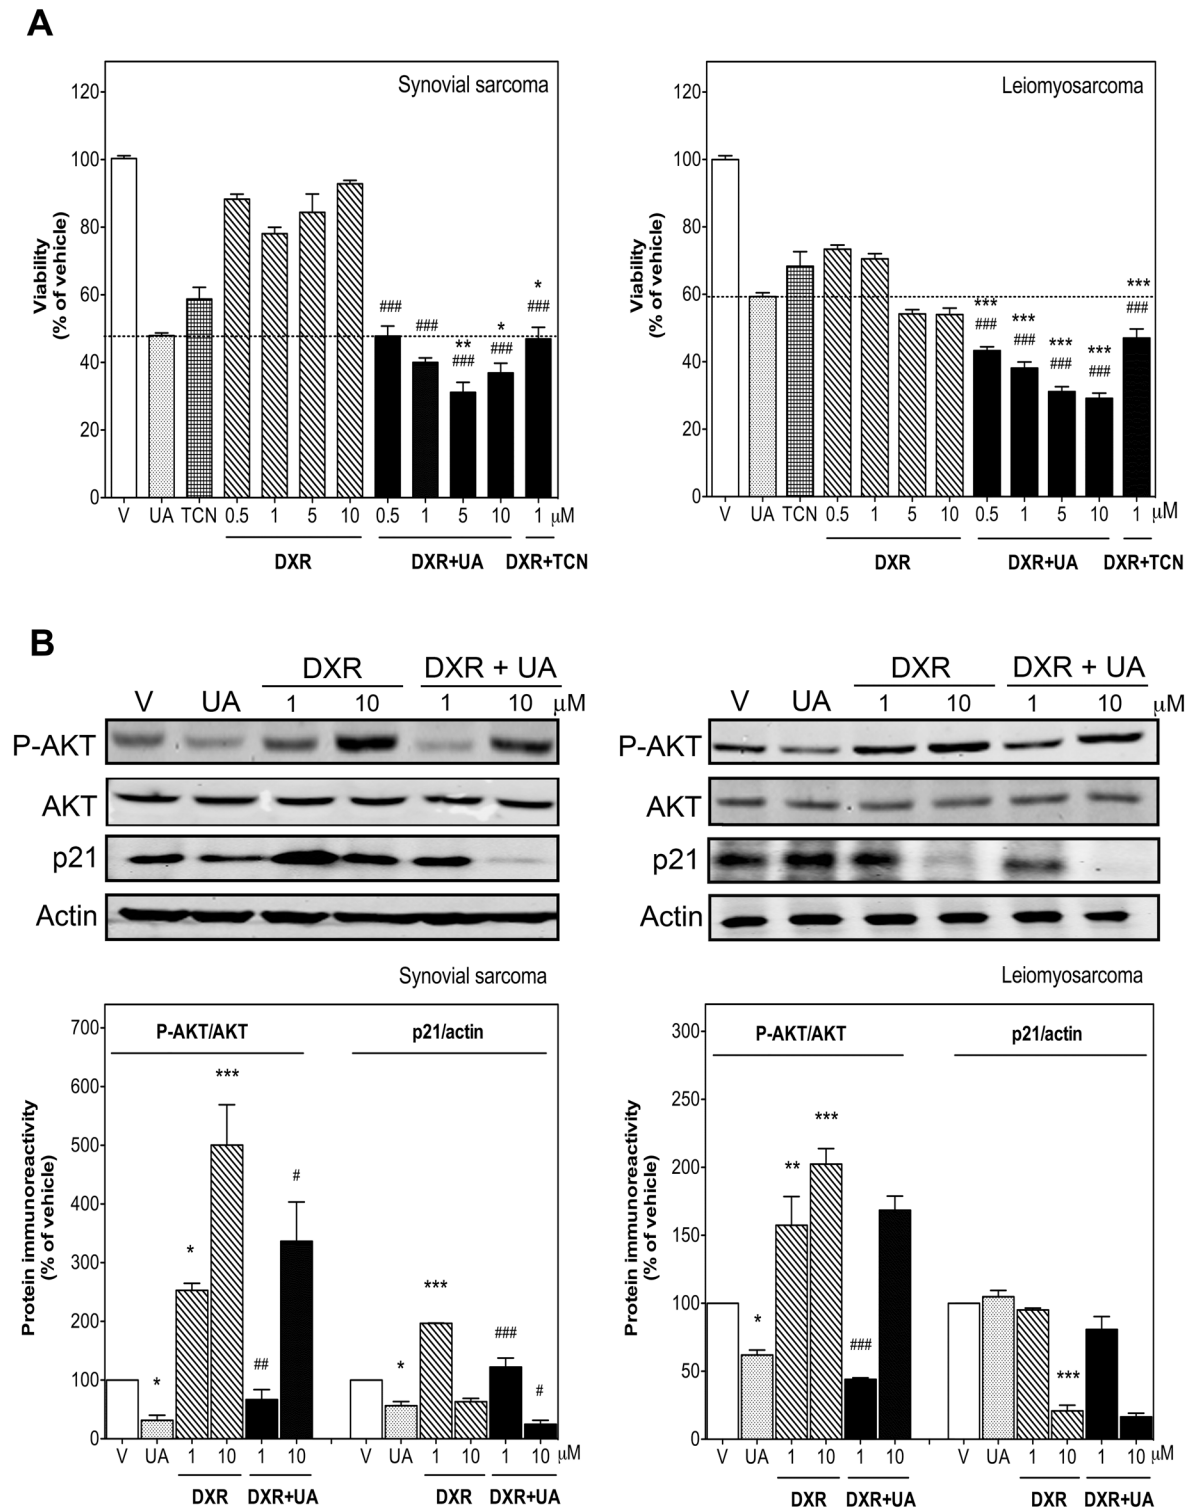 A
Synovial sarcoma
120
100
80
60
40
20
0
Viability
(% of vehicle)
* 
### ### ** ### * ### ###
V UA TCN 0.5 1 5 10 0.5 1 5 10 1 μM
DXR DXR+UA DXR+TCN
Leiomyosarcoma
120
100
80
60
40
20
0
Viability
(% of vehicle)
*** ### *** ### *** ### *** ### *** ###
V UA TCN 0.5 1 5 10 0.5 1 5 10 1 μM
DXR DXR+UA DXR+TCN
B
DXR DXR + UA
V UA 1 10 1 10 μM
P-AKT
AKT
p21
Actin
DXR DXR + UA
V UA 1 10 1 10 μM
P-AKT
AKT
p21
Actin
Synovial sarcoma
P-AKT/AKT p21/actin
700
600
500
400
300
200
100
0
Protein immunoreactivity
(% of vehicle)
* * *** ## # * *** ### #
V UA 1 10 1 10 V UA 1 10 1 10 μM
DXR DXR+UA DXR DXR+UA
Leiomyosarcoma
P-AKT/AKT p21/actin
300
250
200
150
100
50
0
Protein immunoreactivity
(% of vehicle)
* ** *** ### ***
V UA 1 10 1 10 V UA 1 10 1 10 μM
DXR DXR+UA DXR DXR+UA